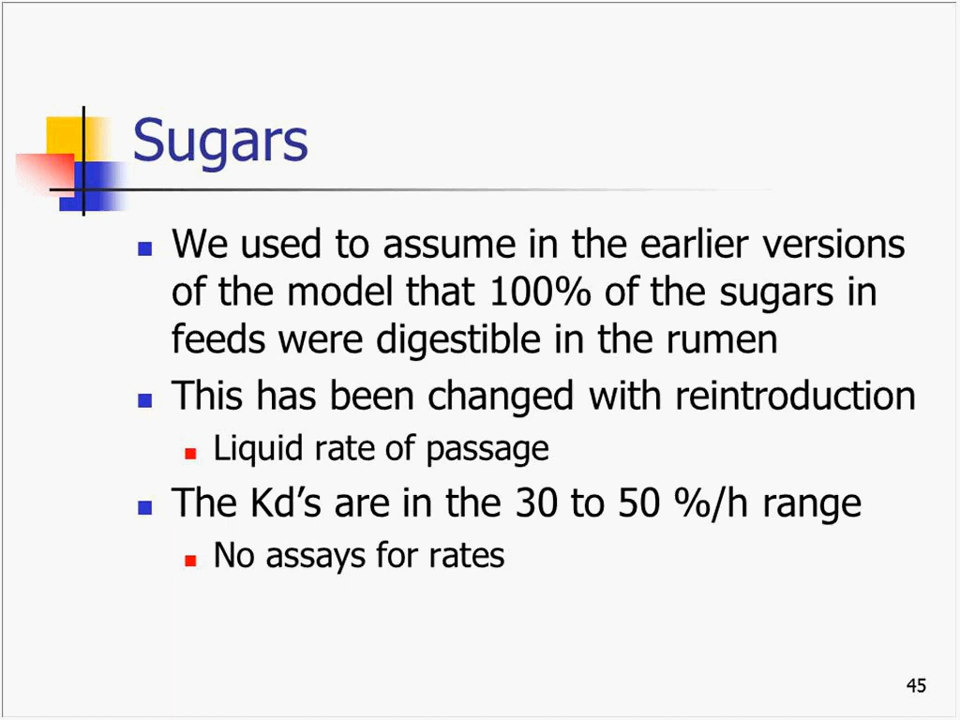 Sugars
We used to assume in the earlier versions
of the model that 100% of the sugars in
feeds were digestible in the rumen
This has been changed with reintroduction
Liquid rate of passage
The Kd’s are in the 30 to 50 %/h range
No assays for rates
45